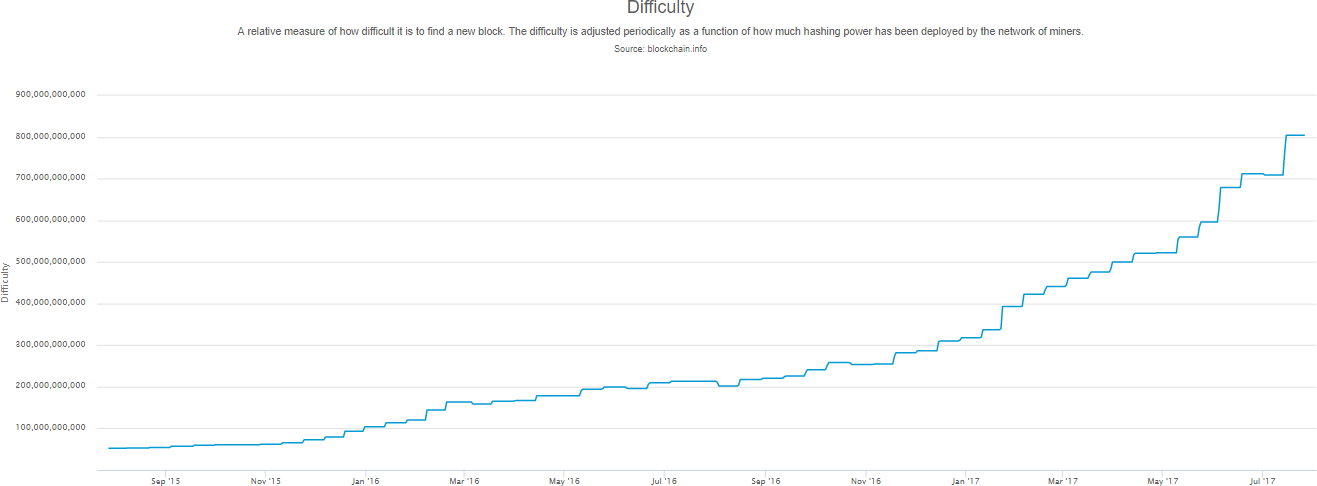 Difficulty
A relative measure of how difficult it is to find a new block. The difficulty is adjusted periodically as a function of how much hashing power has been deployed by the network of miners.
Source: blockchain.info
900,000,000,000
800,000,000,000
700,000,000,000
600,000,000,000
500,000,000,000
400,000,000,000
300,000,000,000
200,000,000,000
100,000,000,000
Difficulty
Sep '15 Nov '15 Jan '16 Mar '16 May '16 Jul '16 Sep '16 Nov '16 Jan '17 Mar '17 May '17 Jul '17